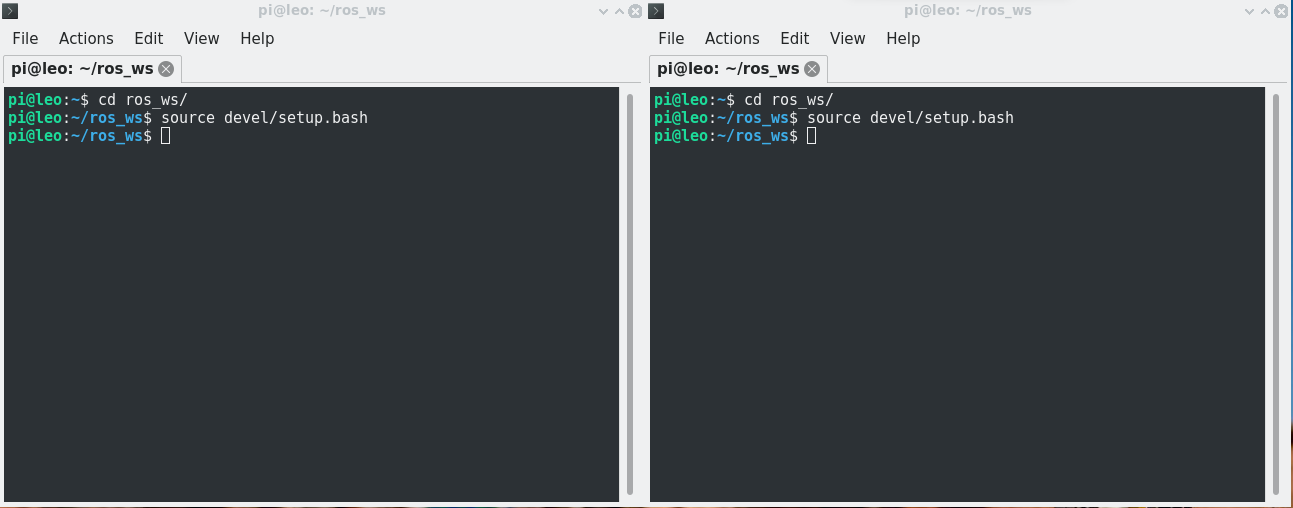 pi@leo: ~/ros_ws
File Actions Edit View Help
pi@leo: ~/ros_ws
pi@leo:~$ cd ros_ws/
pi@leo:~/ros_ws$ source devel/setup.bash
pi@leo:~/ros_ws$
pi@leo: ~/ros_ws
File Actions Edit View Help
pi@leo: ~/ros_ws
pi@leo:~$ cd ros_ws/
pi@leo:~/ros_ws$ source devel/setup.bash
pi@leo:~/ros_ws$